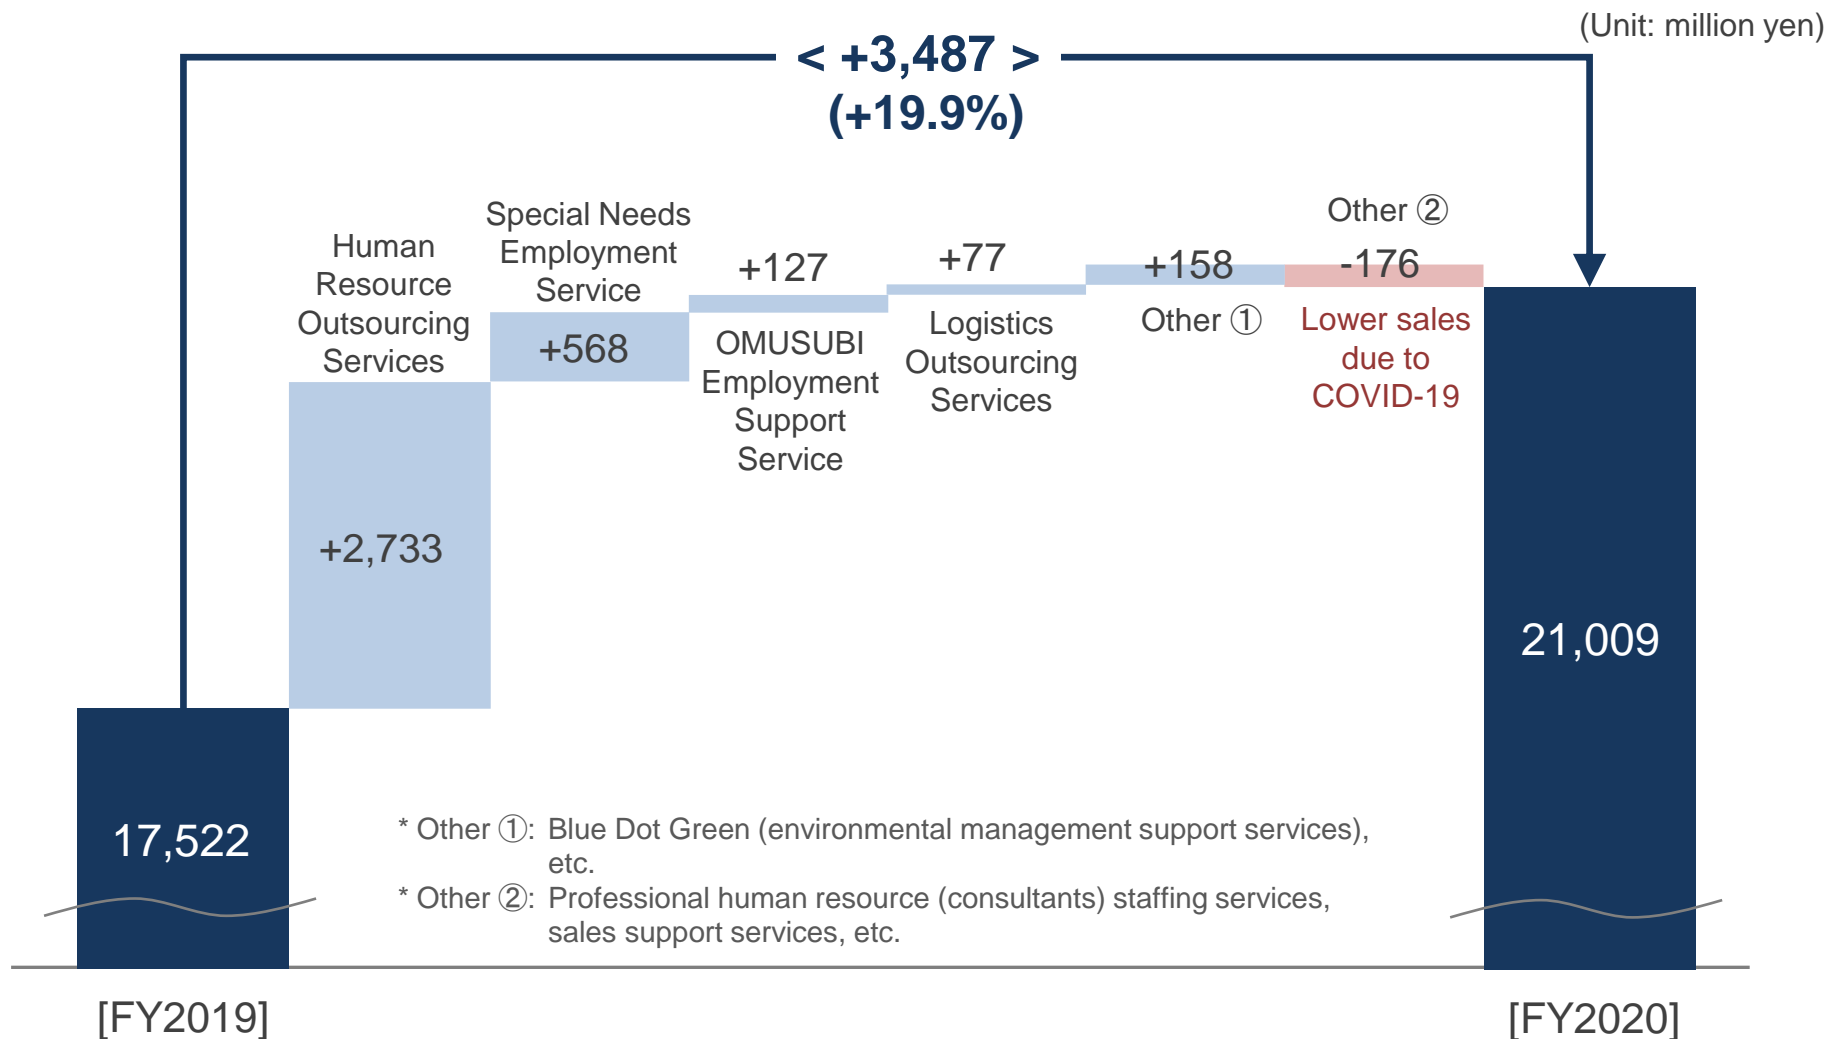 (Unit: million yen)
< +3,487 >
(+19.9%)
Human
Resource
Outsourcing
Services
+2,733
Special Needs
Employment
Service
+568
+127
OMUSUBI
Employment
Support
Service
+77
Logistics
Outsourcing
Services
+158
Other ①
Other ②
-176
Lower sales
due to
COVID-19
17,522
21,009
* Other ①: Blue Dot Green (environmental management support services),
etc.
* Other ②: Professional human resource (consultants) staffing services,
sales support services, etc.
[FY2019]
[FY2020]